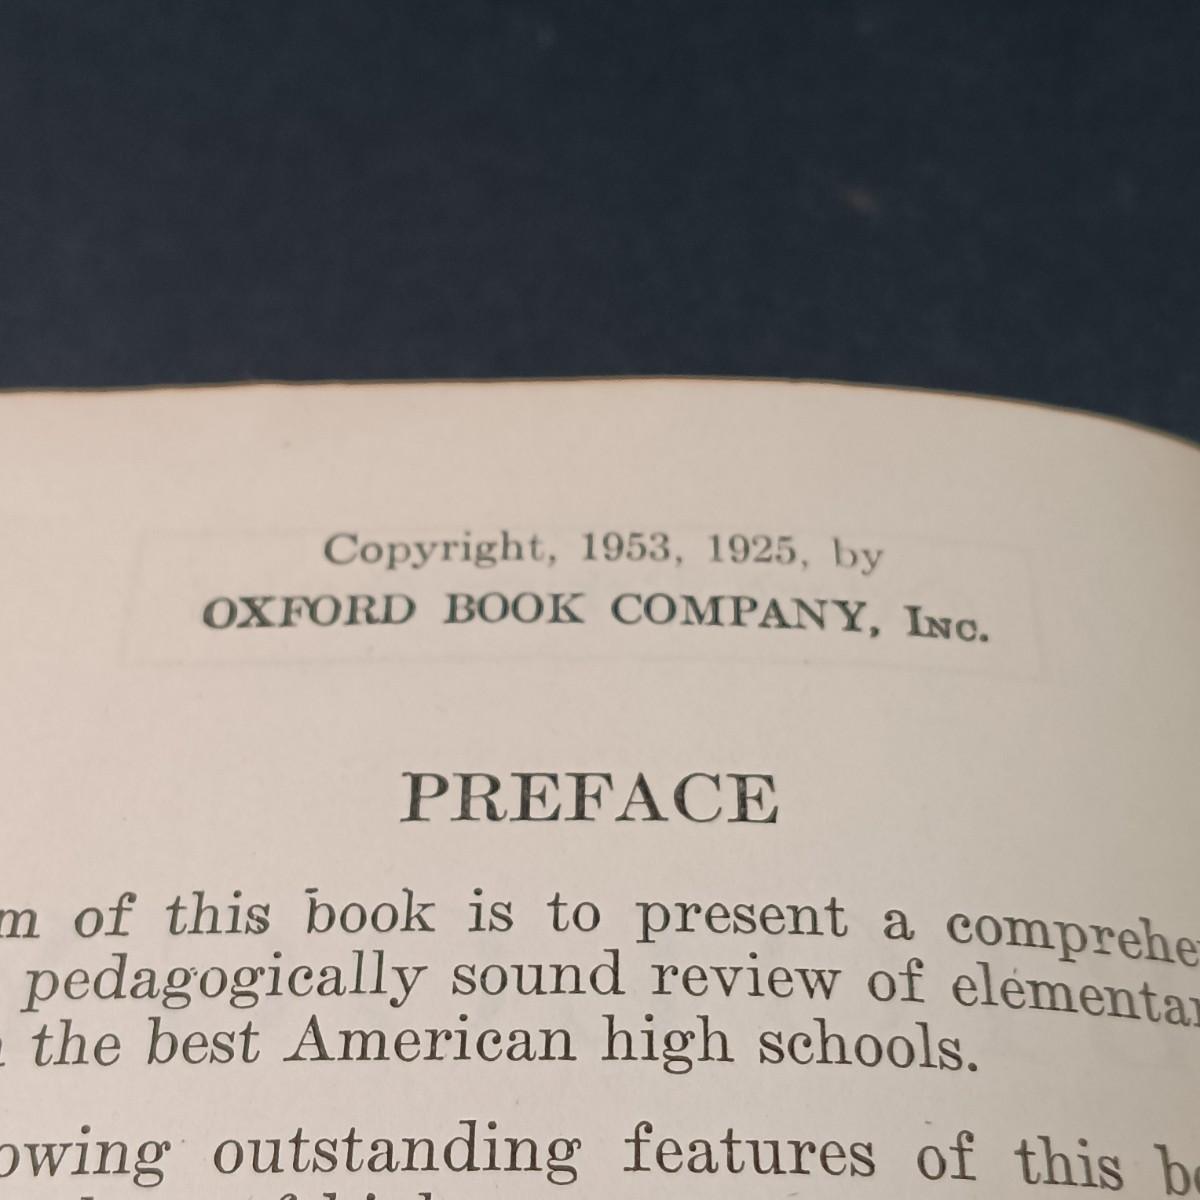 Copyright, 1953, 1925, by
OXFORD BOOK COMPANY, INC.
PREFACE
of this book is to present a
pedagogically sound review of
the best American high schools.
outstanding features of this